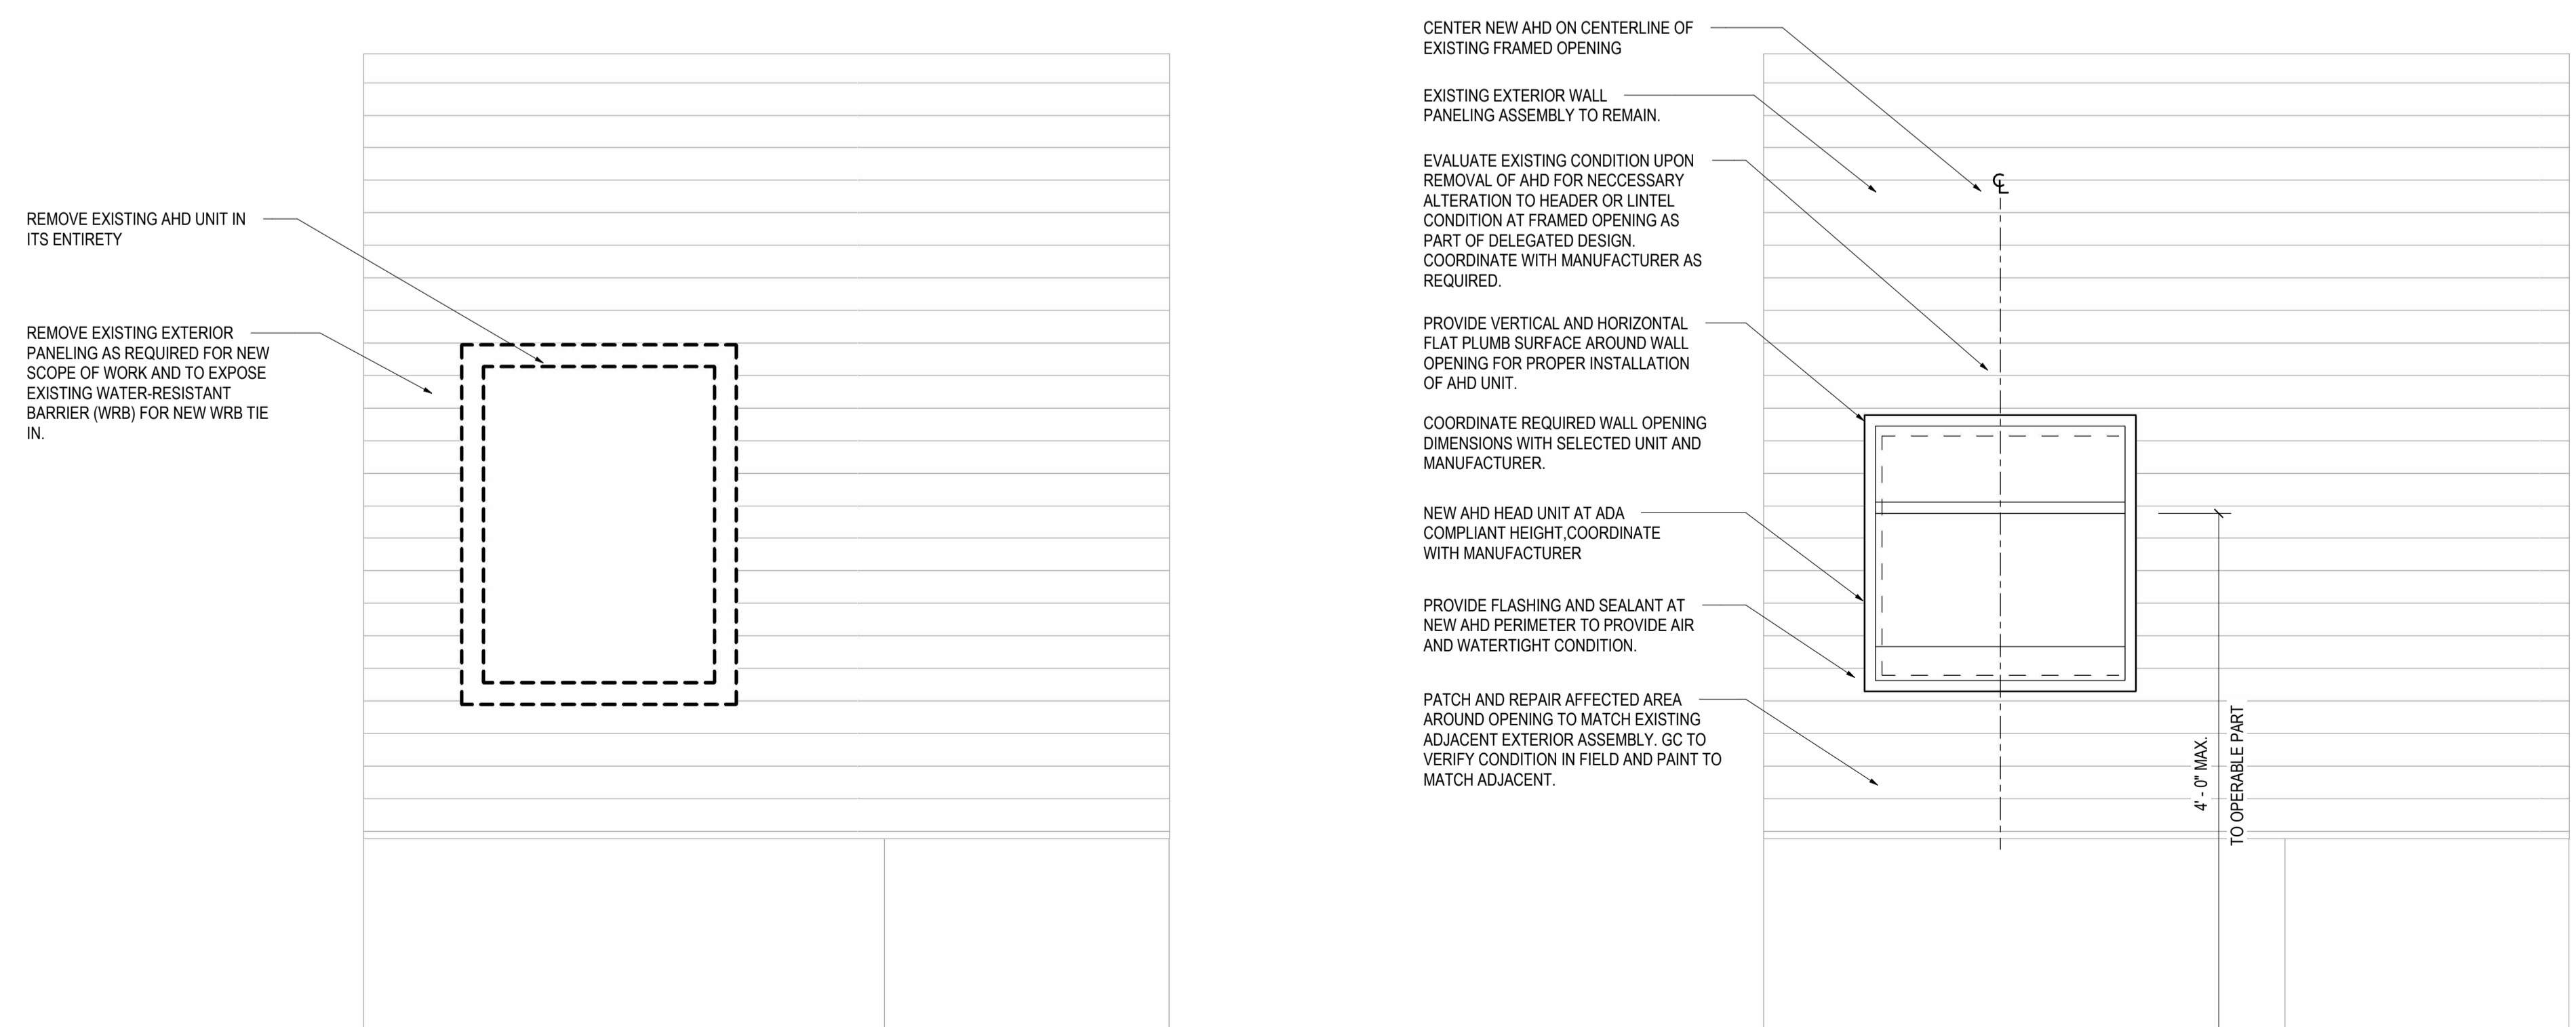 REMOVE EXISTING AHD UNIT IN
ITS ENTIRETY
REMOVE EXISTING EXTERIOR
PANELING AS REQUIRED FOR NEW
SCOPE OF WORK AND TO EXPOSE
EXISTING WATER-RESISTANT
BARRIER (WRB) FOR NEW WRB TIE
IN.
CENTER NEW AHD ON CENTERLINE OF
EXISTING FRAMED OPENING
EXISTING EXTERIOR WALL
PANELING ASSEMBLY TO REMAIN.
EVALUATE EXISTING CONDITION UPON
REMOVAL OF AHD FOR NECCESSARY
ALTERATION TO HEADER OR LINTEL
CONDITION AT FRAMED OPENING AS
PART OF DELEGATED DESIGN.
COORDINATE WITH MANUFACTURER AS
REQUIRED.
PROVIDE VERTICAL AND HORIZONTAL
FLAT PLUMB SURFACE AROUND WALL
OPENING FOR PROPER INSTALLATION
OF AHD UNIT.
COORDINATE REQUIRED WALL OPENING
DIMENSIONS WITH SELECTED UNIT AND
MANUFACTURER.
NEW AHD HEAD UNIT AT ADA
COMPLIANT HEIGHT,COORDINATE
WITH MANUFACTURER
PROVIDE FLASHING AND SEALANT AT
NEW AHD PERIMETER TO PROVIDE AIR
AND WATERTIGHT CONDITION.
PATCH AND REPAIR AFFECTED AREA
AROUND OPENING TO MATCH EXISTING
ADJACENT EXTERIOR ASSEMBLY. GC TO
VERIFY CONDITION IN FIELD AND PAINT TO
MATCH ADJACENT.
℄
4' - 0" MAX.
TO OPERABLE PART